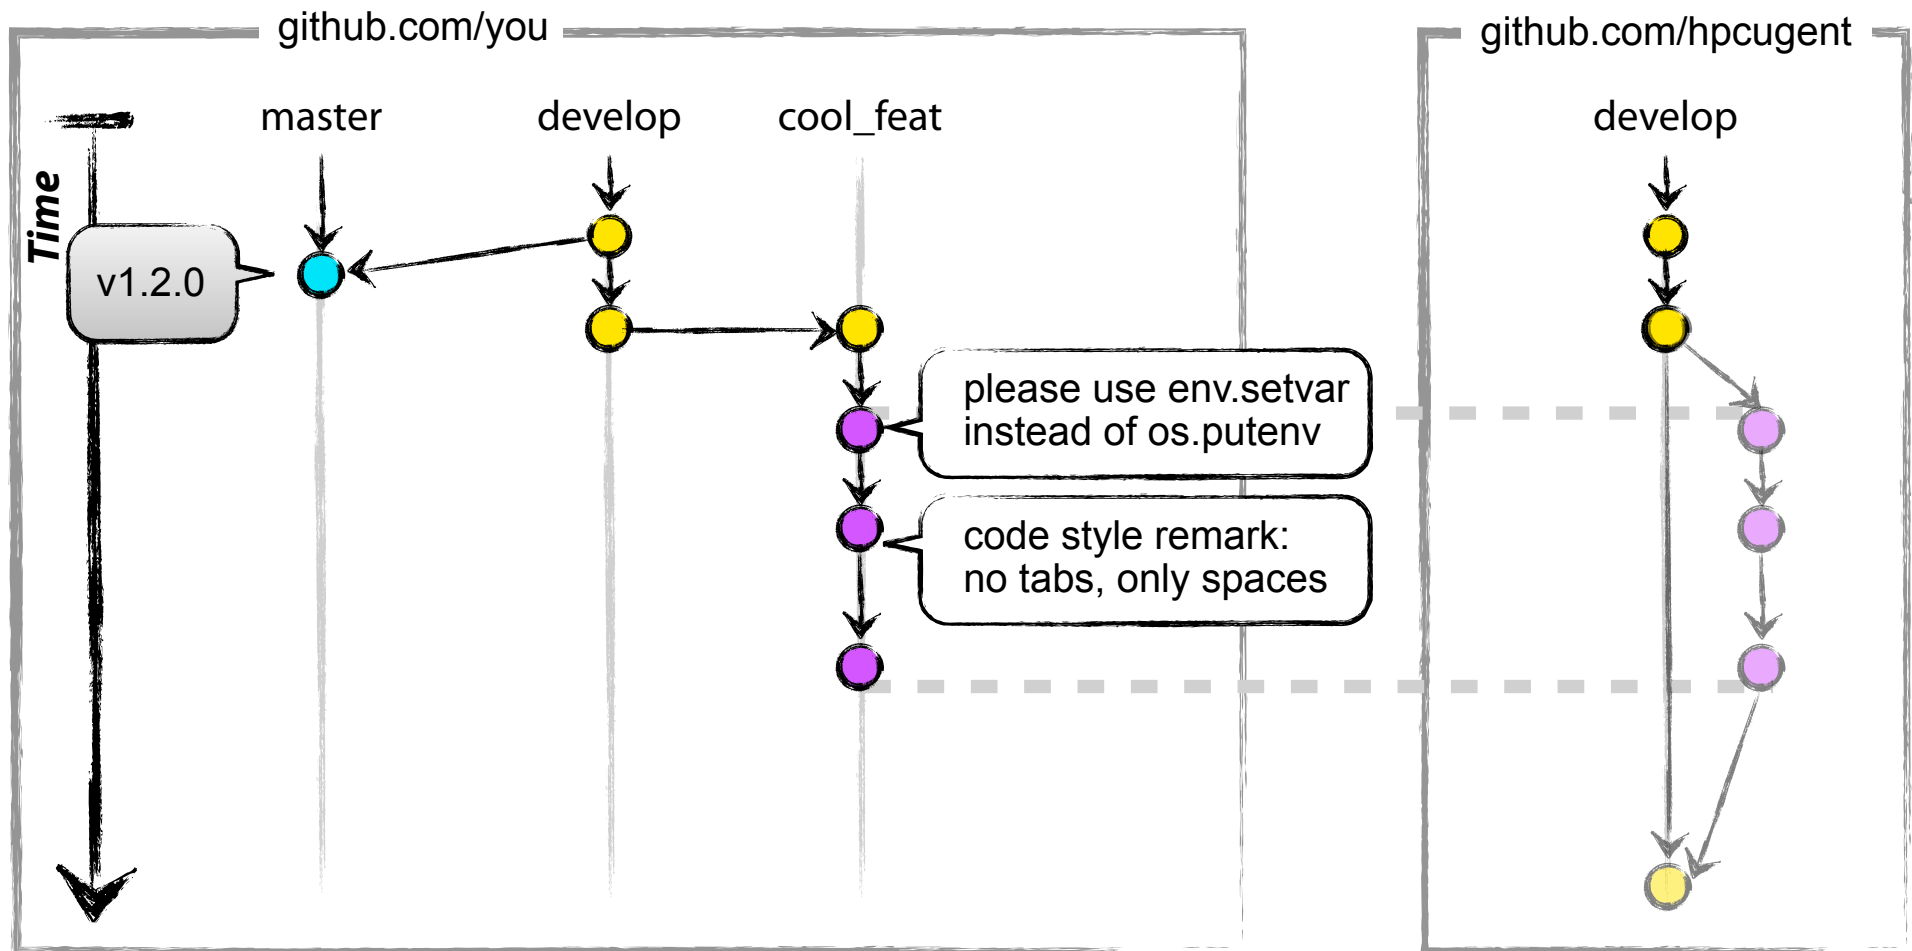 github.com/you
github.com/hpcugent
master
develop
cool_feat
develop
Time
v1.2.0
please use env.setvar
instead of os.putenv
code style remark:
no tabs, only spaces